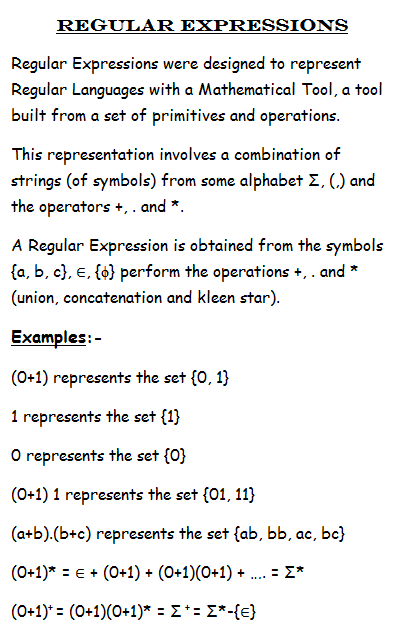 REGULAR EXPRESSIONS
Regular Expressions were designed to represent
Regular Languages with a Mathematical Tool, a tool
built from a set of primitives and operations.
This representation involves a combination of
strings (of symbols) from some alphabet Σ, (,) and
the operators +, . and *.
A Regular Expression is obtained from the symbols
{a, b, c}, ∈, {ϕ} perform the operations +, . and *
(union, concatenation and kleen star).
Examples:-
(0+1) represents the set {0, 1}
1 represents the set {1}
0 represents the set {0}
(0+1) 1 represents the set {01, 11}
(a+b).(b+c) represents the set {ab, bb, ac, bc}
(0+1)* = ∈ + (0+1) + (0+1)(0+1) + .... = Σ*
(0+1)⁺ = (0+1)(0+1)* = Σ⁺ = Σ*-{∈}